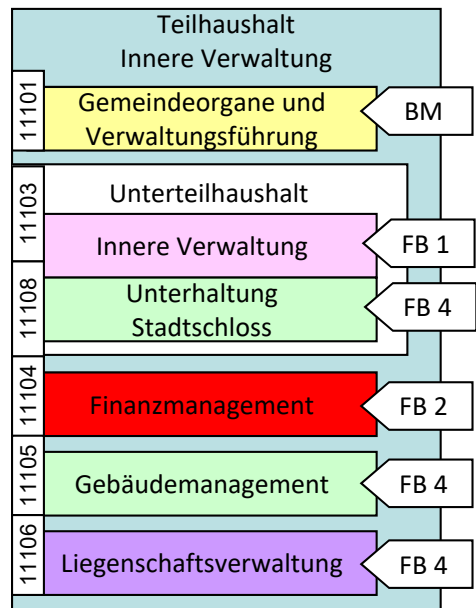 Teilhaushalt
Innere Verwaltung
11101
Gemeindeorgane und
Verwaltungsführung
BM
11103
Unterteilhaushalt
Innere Verwaltung
FB 1
11108
Unterhaltung
Stadtschloss
FB 4
11104
Finanzmanagement
FB 2
11105
Gebäudemanagement
FB 4
11106
Liegenschaftsverwaltung
FB 4